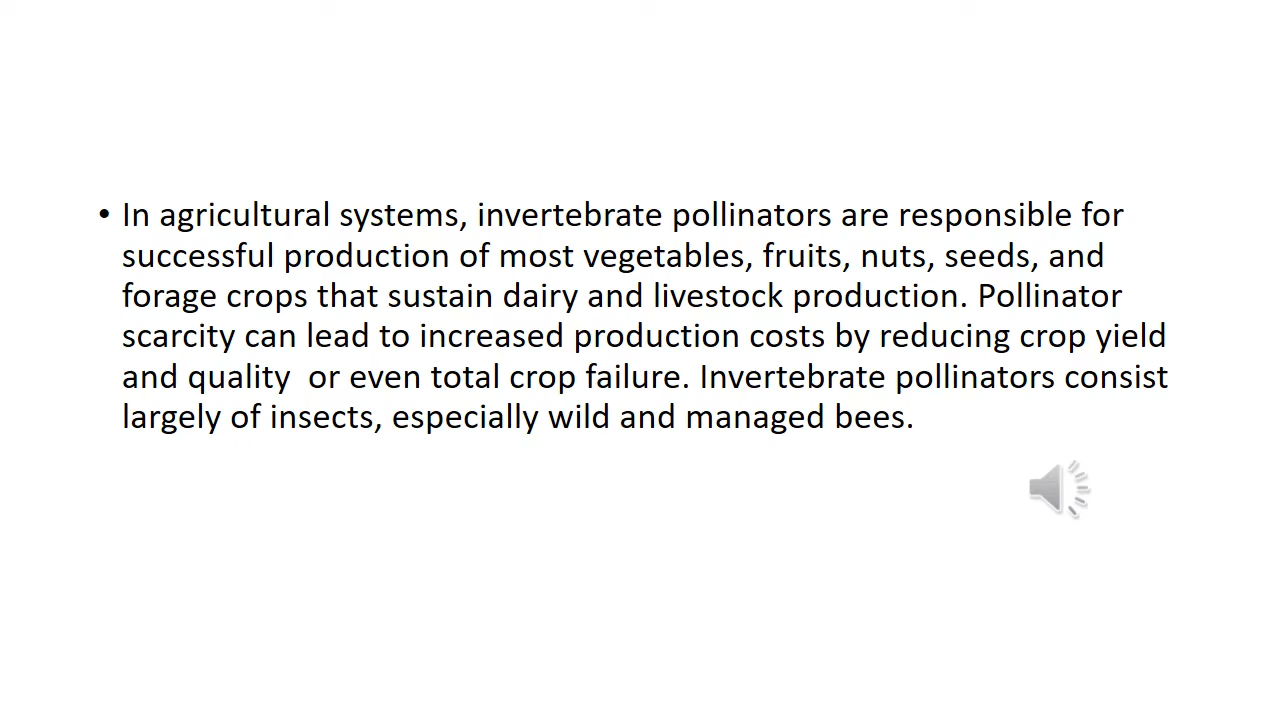 • In agricultural systems, invertebrate pollinators are responsible for
successful production of most vegetables, fruits, nuts, seeds, and
forage crops that sustain dairy and livestock production. Pollinator
scarcity can lead to increased production costs by reducing crop yield
and quality  or even total crop failure. Invertebrate pollinators consist
largely of insects, especially wild and managed bees.